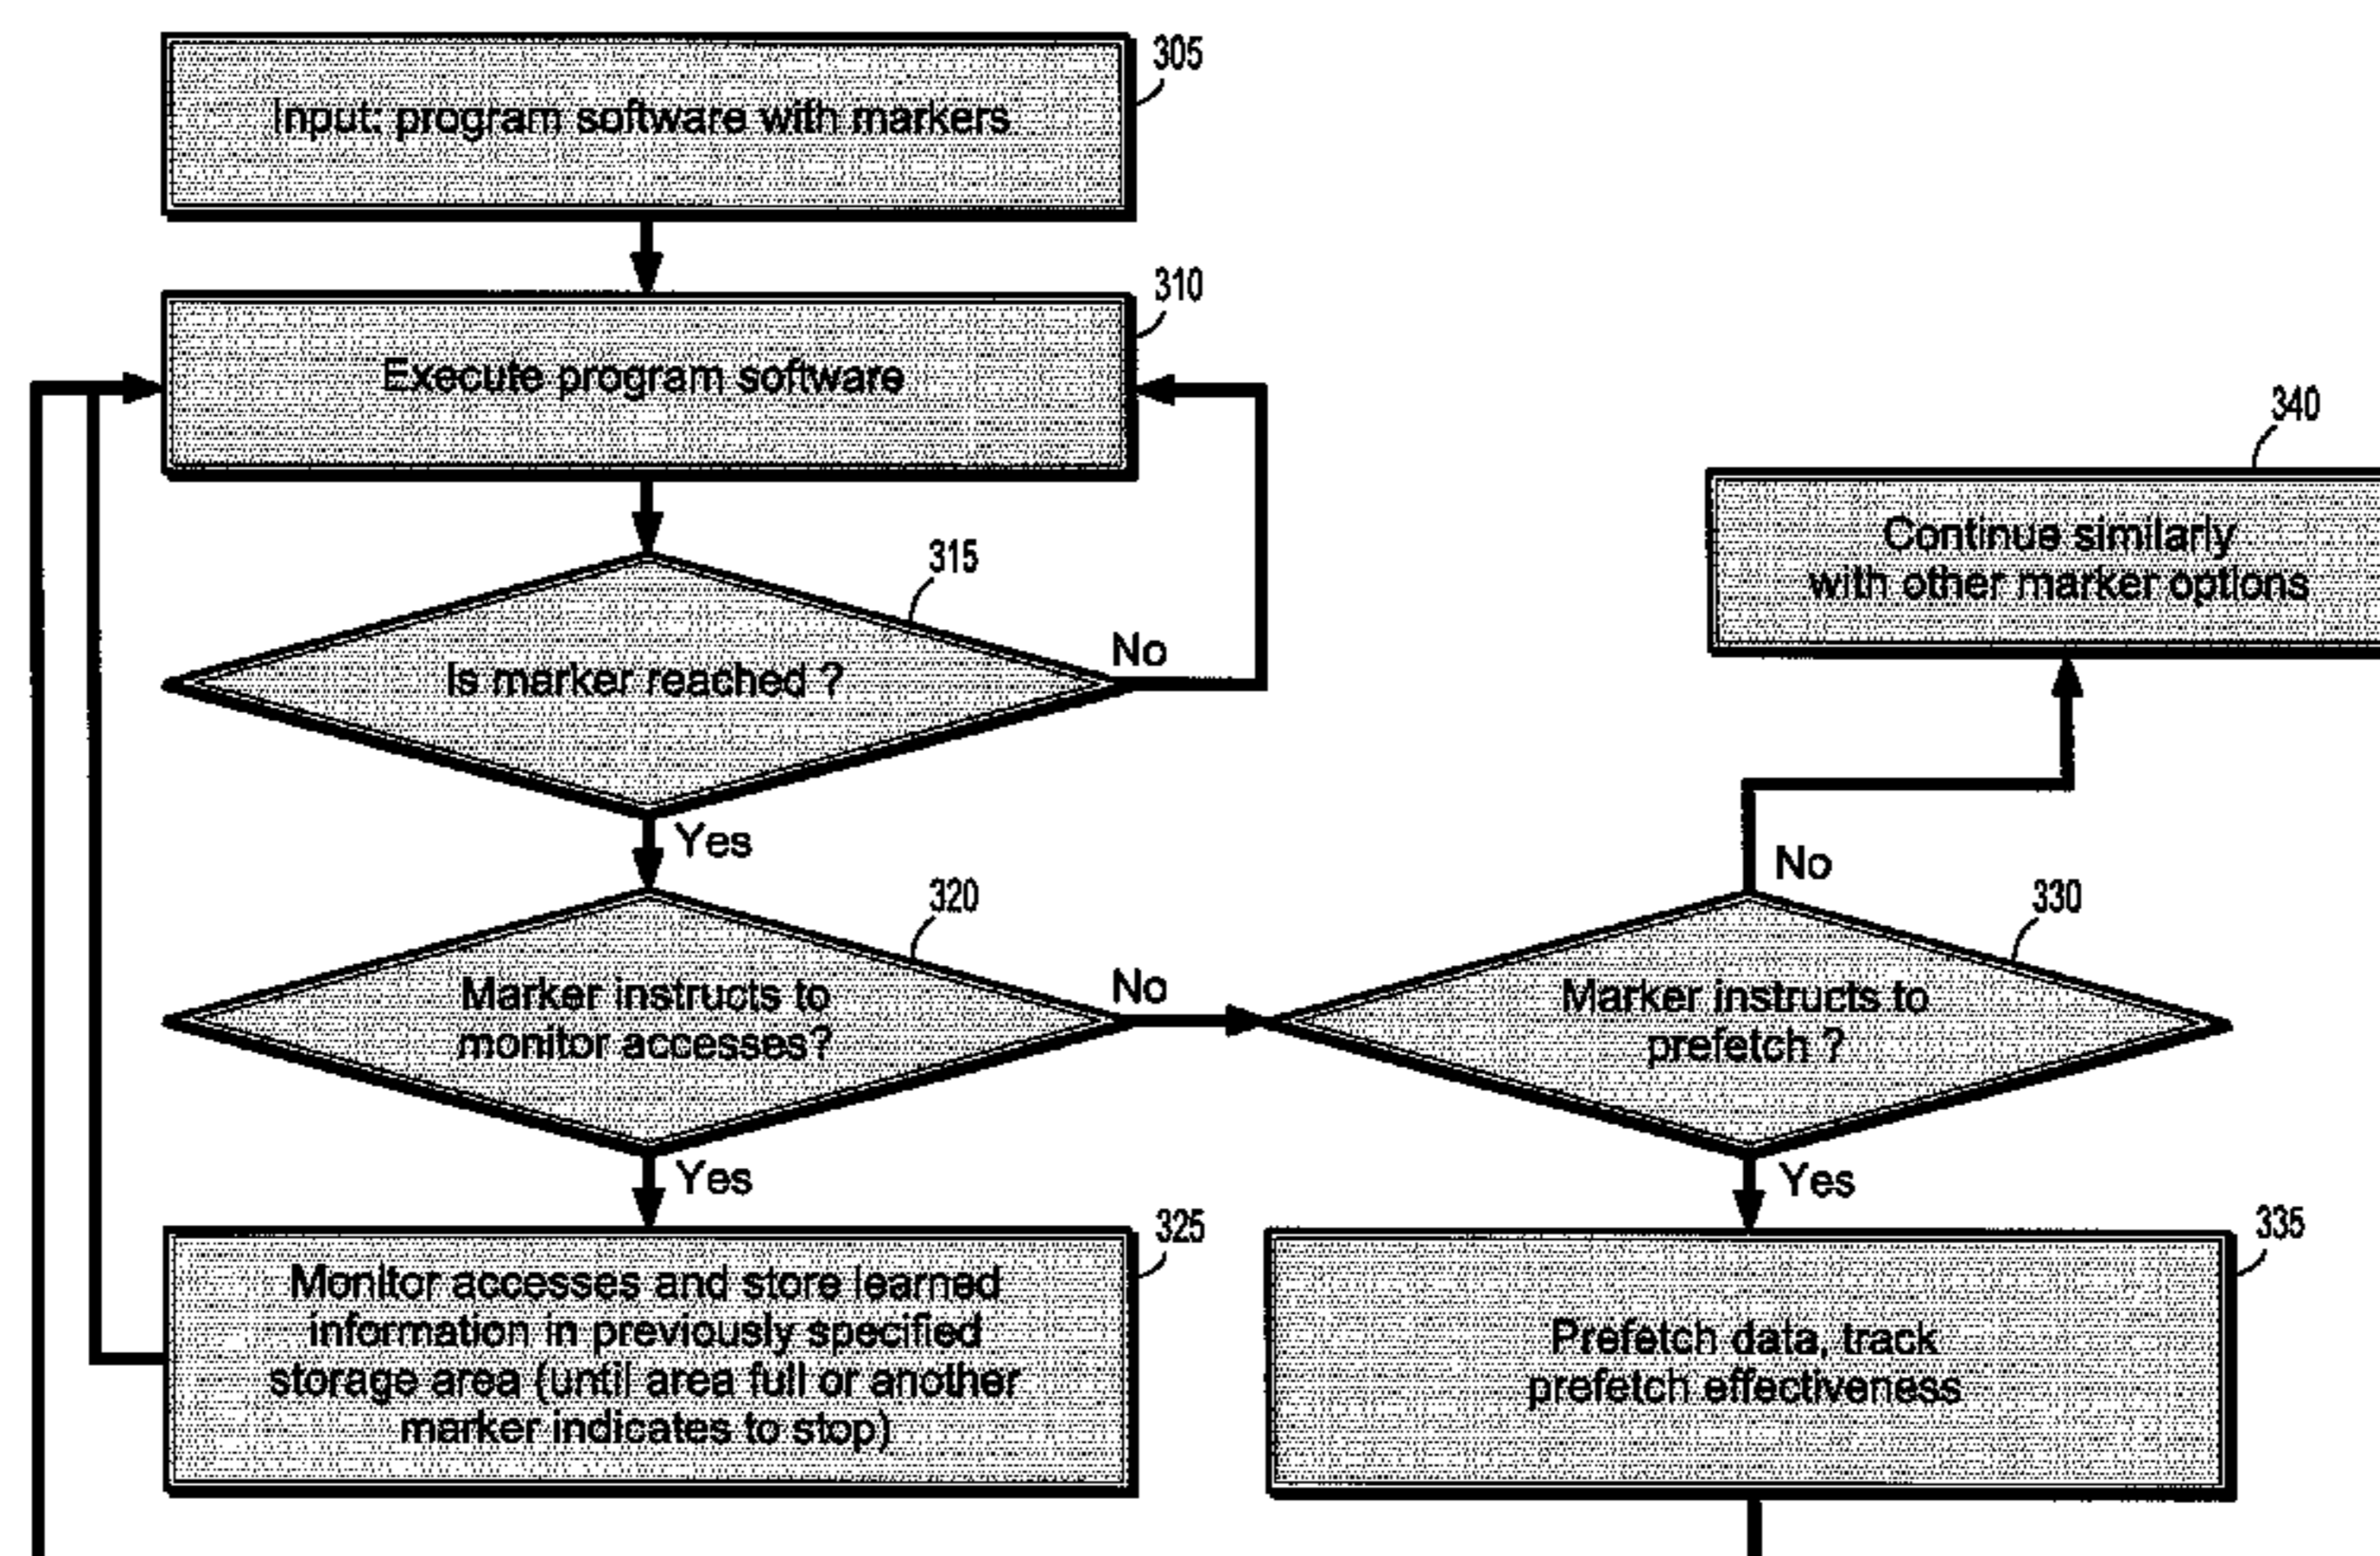 305
Input: program software with markers
310
Execute program software
340
Continue similarly
with other marker options
315
Is marker reached ?
No
Yes
320
Marker instructs to
monitor accesses?
No
No
330
Marker instructs to
prefetch ?
Yes
Yes
325
Monitor accesses and store learned
information in previously specified
storage area (until area full or another
marker indicates to stop)
335
Prefetch data, track
prefetch effectiveness